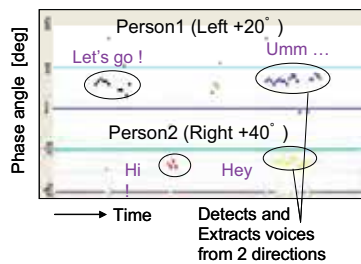 Person1 (Left +20°)
Let's go !
Umm …
Phase angle [deg]
Person2 (Right +40°)
Hi
!
Hey
Time
Detects and
Extracts voices
from 2 directions